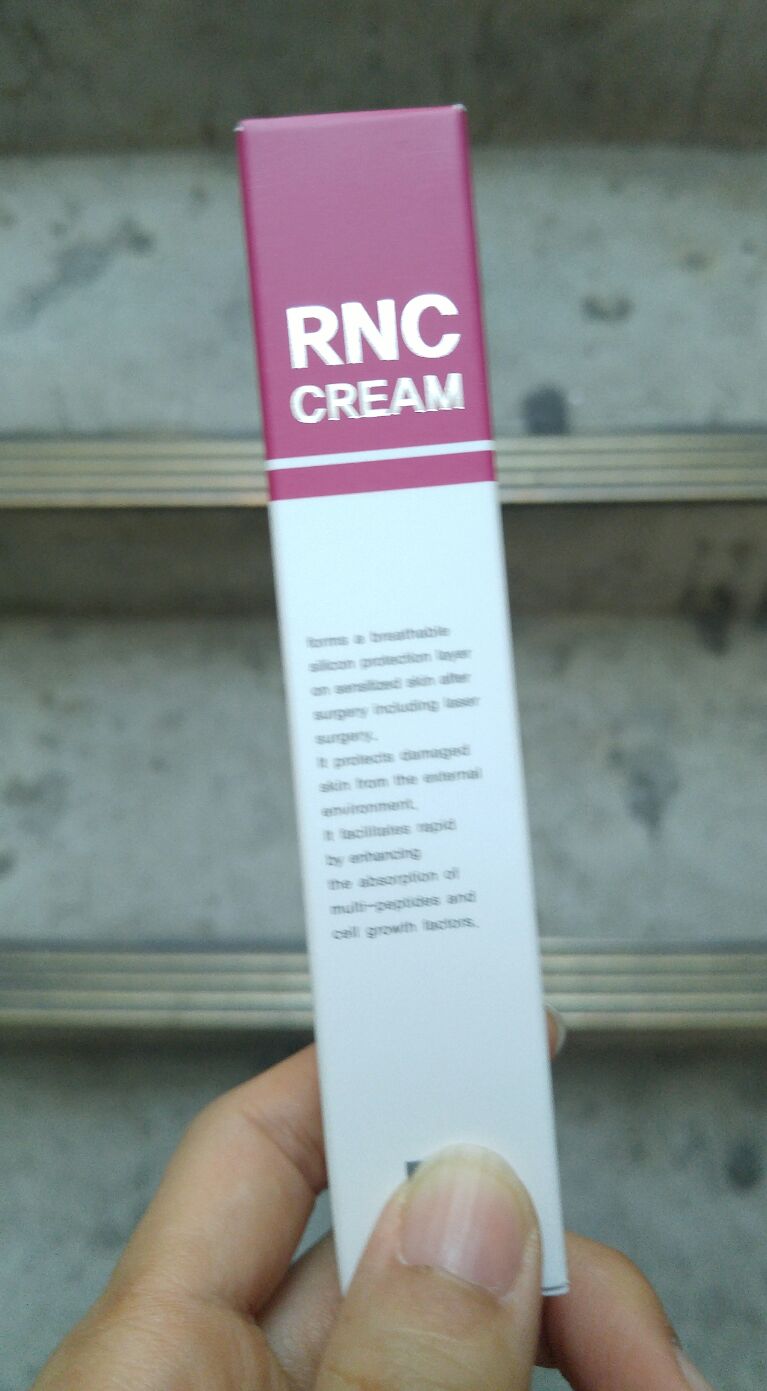 RNC
CREAM
forms a breathable
silicon protection layer
on sensitized skin after
surgery including laser
surgery.
It protects damaged
skin from the external
environment.
It facilitates rapid
by enhancing
the absorption of
multi-peptides and
cell growth factors.